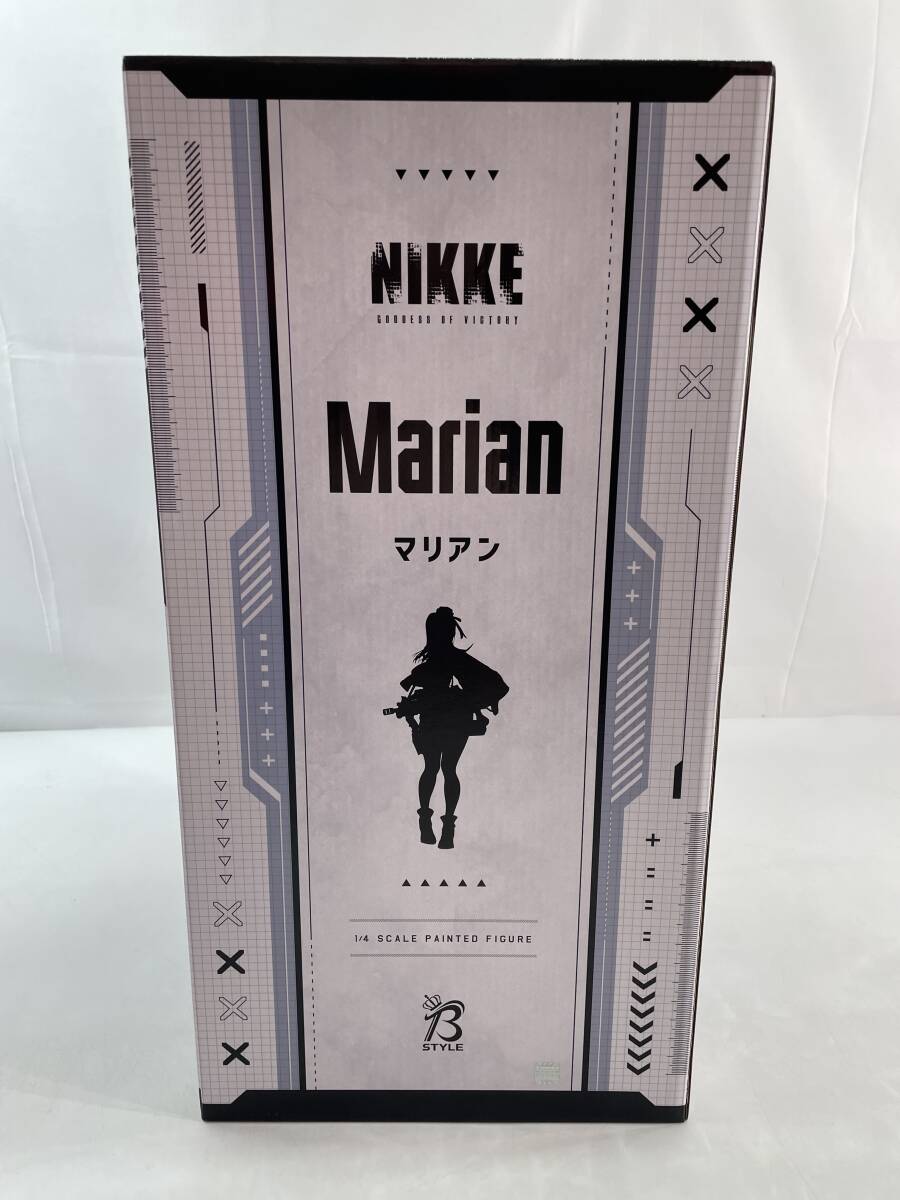 NIKKE
GODDESS OF VICTORY
Marian
マリアン
1/4 SCALE PAINTED FIGURE
B
STYLE